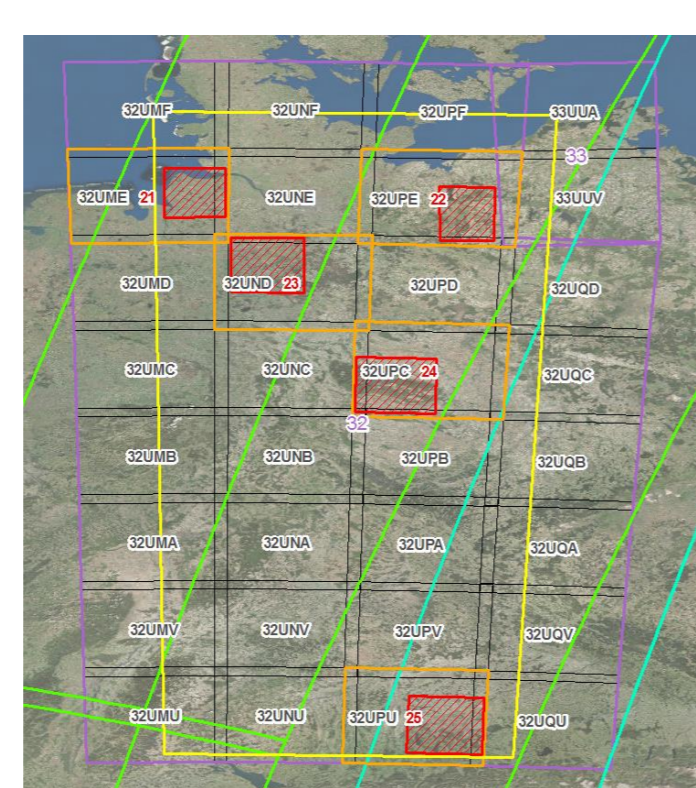 32UMF 32UNF 32UPF 33UUA
33
32UME 21 32UNE 32UPE 22 33UUV
32UMD 32UND 23 32UPD 32UQD
32UMC 32UNC 32UPC 24 32UQC
32
32UMB 32UNB 32UPB 32UQB
32UMA 32UNA 32UPA 32UQA
32UMV 32UNV 32UPV 32UQV
32UMU 32UNU 32UPU 25 32UQU